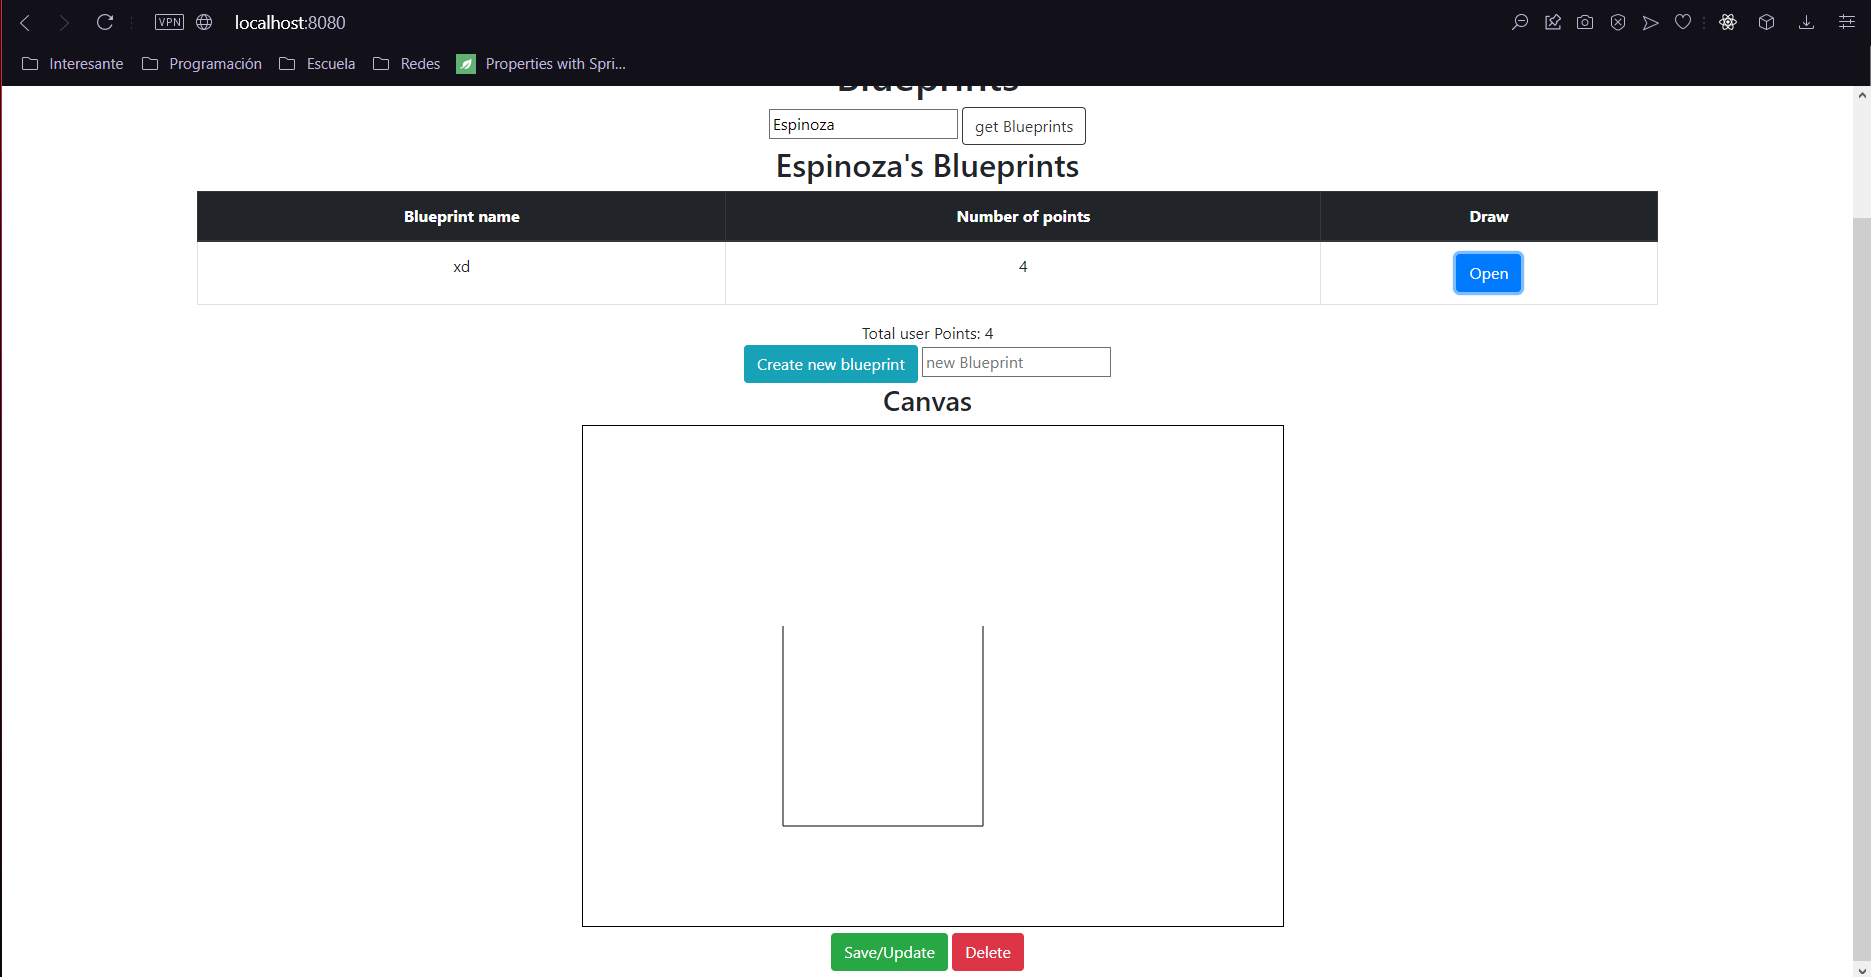 VPN localhost:8080
Interesante Programación Escuela Redes Properties with Spri...
Blueprints
Espinoza get Blueprints
Espinoza's Blueprints
Blueprint name Number of points Draw
xd 4 Open
Total user Points: 4
Create new blueprint new Blueprint
Canvas
Save/Update Delete